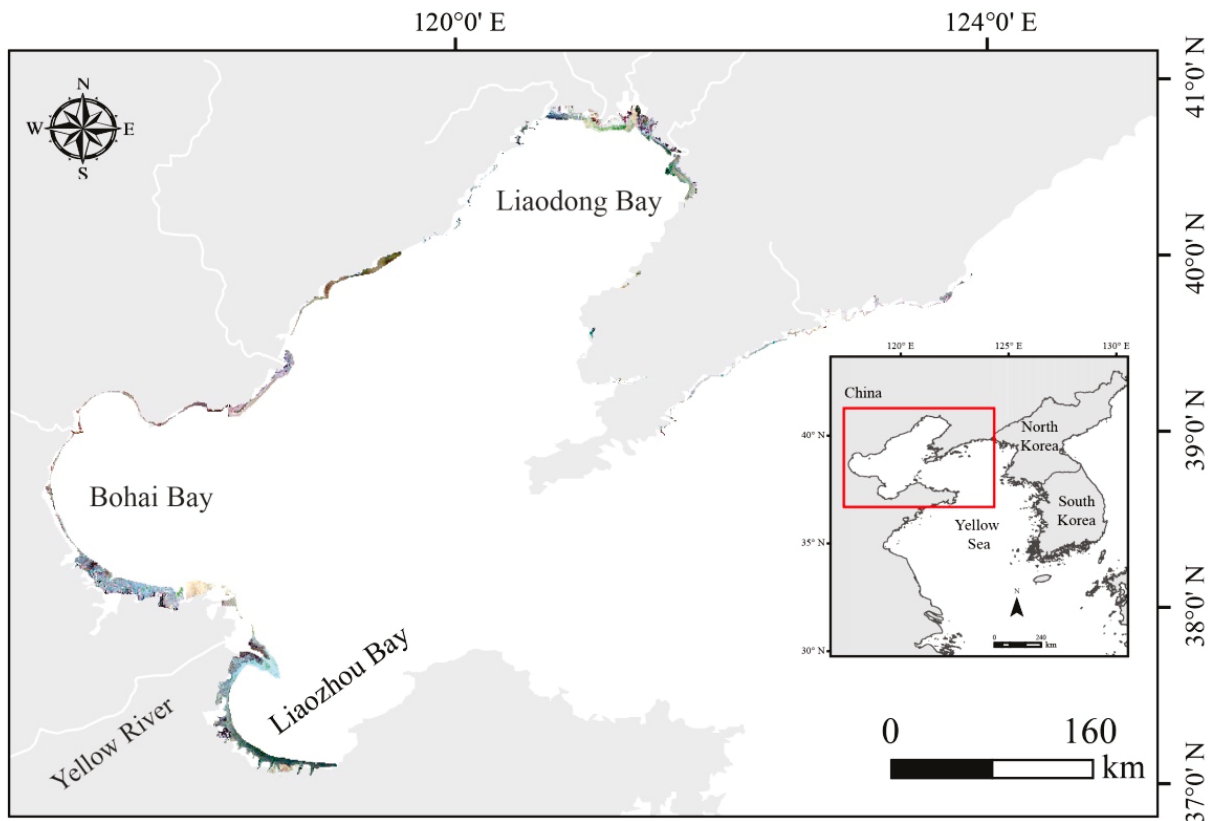 120°0' E
124°0' E
N
W
E
S
41°0' N
40°0' N
39°0' N
38°0' N
37°0' N
Liaodong Bay
Bohai Bay
Liaozhou Bay
Yellow River
120° E
125° E
130° E
China
40° N
35° N
30° N
North
Korea
South
Korea
Yellow
Sea
N
0
240
km
0
160
km